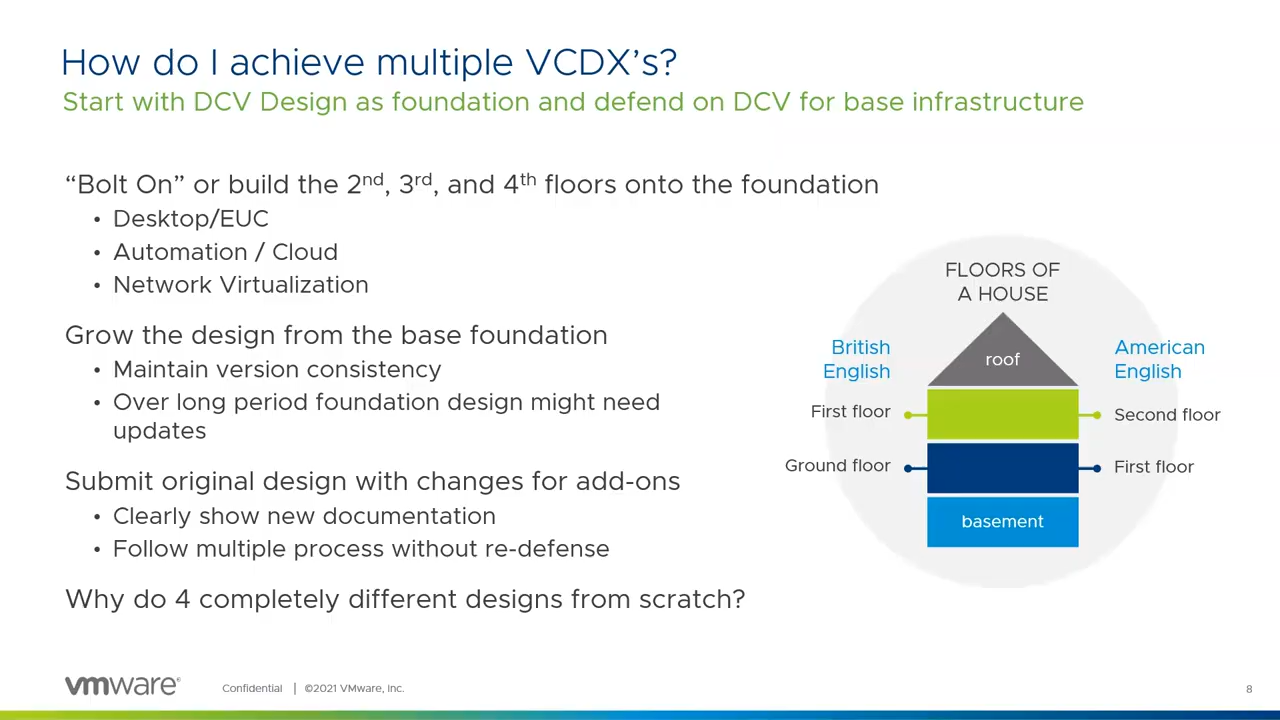 How do I achieve multiple VCDX’s?
Start with DCV Design as foundation and defend on DCV for base infrastructure
“Bolt On” or build the 2nd, 3rd, and 4th floors onto the foundation
• Desktop/EUC
• Automation / Cloud
• Network Virtualization
Grow the design from the base foundation
• Maintain version consistency
• Over long period foundation design might need
updates
Submit original design with changes for add-ons
• Clearly show new documentation
• Follow multiple process without re-defense
Why do 4 completely different designs from scratch?
FLOORS OF
A HOUSE
British
English
roof
American
English
First floor
Second floor
Ground floor
First floor
basement
vmware®
Confidential | ©2021 VMware, Inc.
8